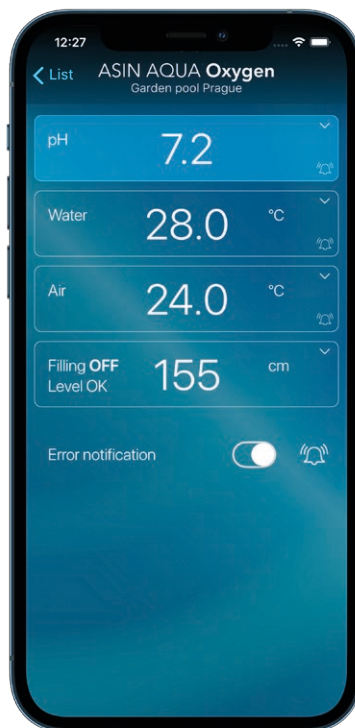 12:27
List
ASIN AQUA Oxygen
Garden pool Prague
pH
7.2
Water
28.0
°C
Air
24.0
°C
Filling OFF
Level OK
155
cm
Error notification